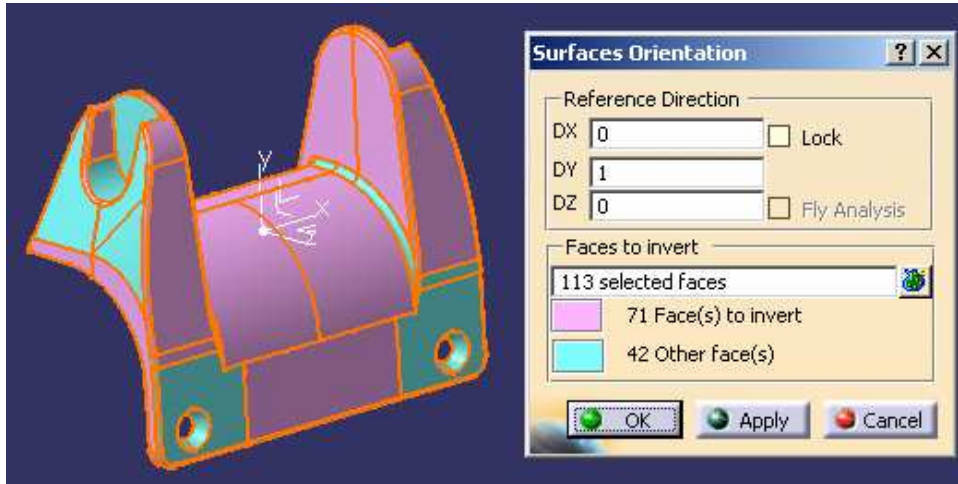 Surfaces Orientation
Reference Direction
DX 0 Lock
DY 1
DZ 0 Fly Analysis
Faces to invert
113 selected faces
71 Face(s) to invert
42 Other face(s)
OK Apply Cancel
y
x
z